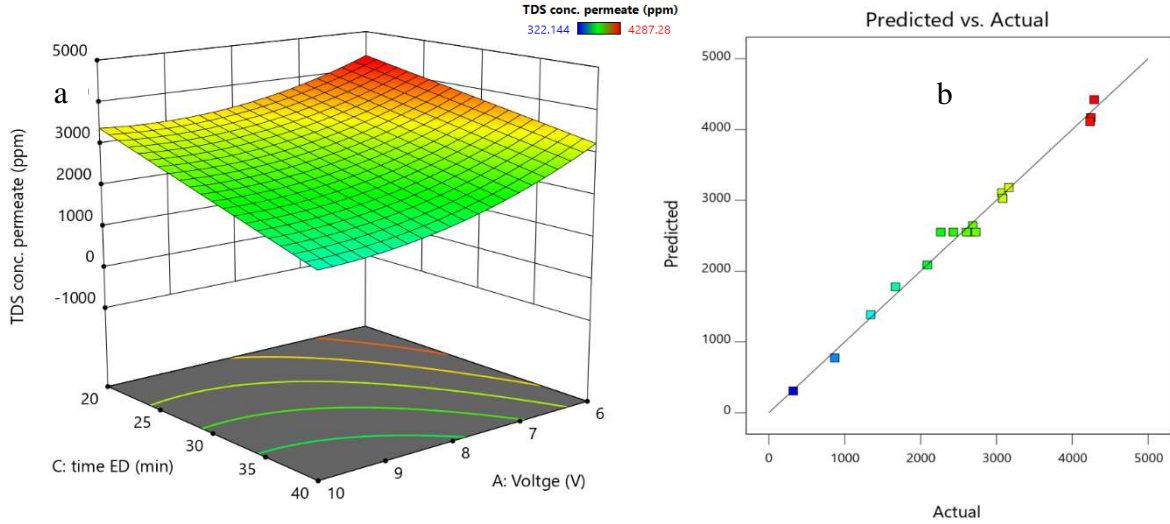 TDS conc. permeate (ppm)
322.144 4287.28
a
5000
4000
3000
2000
1000
0
-1000
TDS conc. permeate (ppm)
20
25
30
35
40
C: time ED (min)
10
9
8
7
6
A: Voltge (V)
Predicted vs. Actual
b
5000
4000
3000
2000
1000
0
Predicted
0 1000 2000 3000 4000 5000
Actual